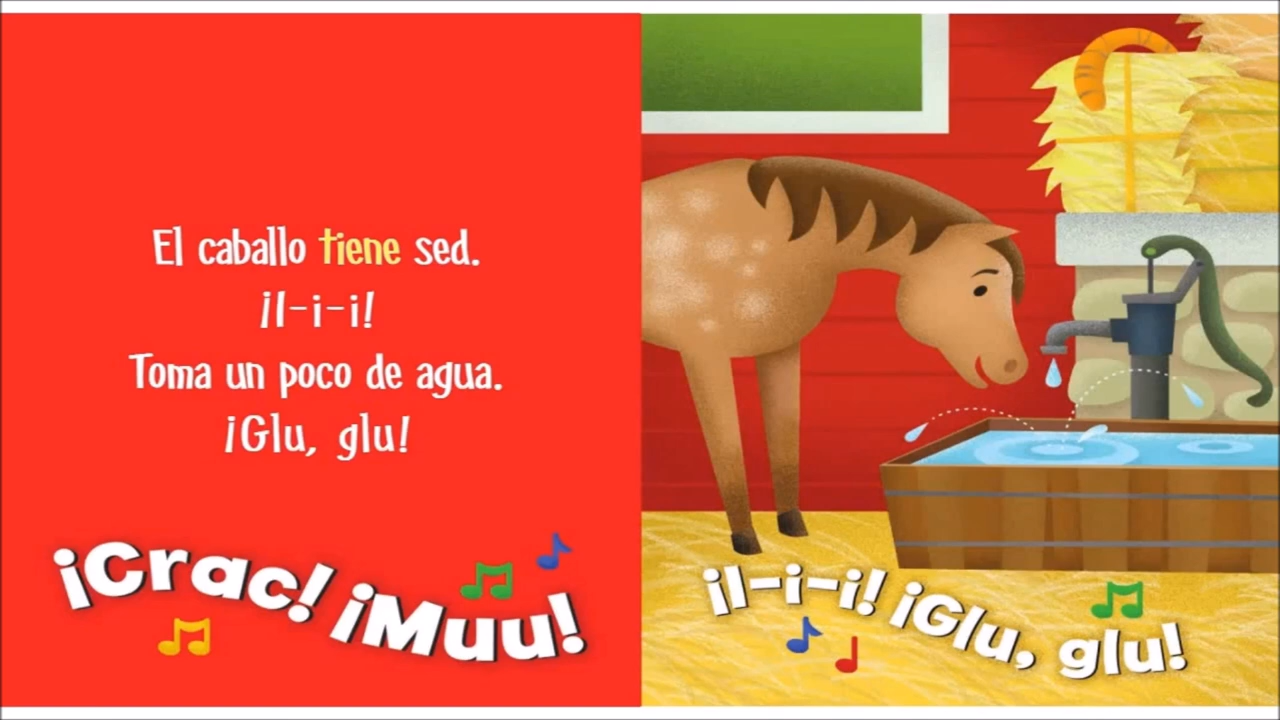 El caballo tiene sed.
¡I-i-i!
Toma un poco de agua.
¡Glu, glu!
¡Crac! ¡Muu!
¡I-i-i! ¡Glu, glu!